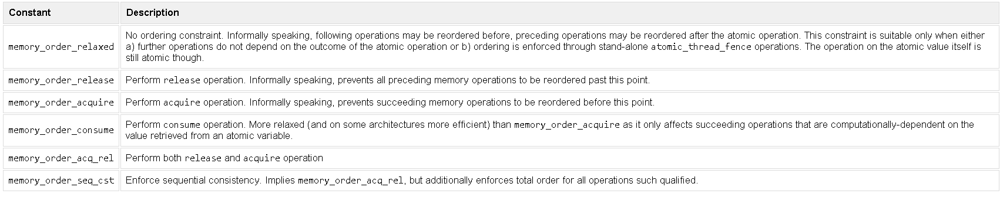 Constant Description
memory_order_relaxed No ordering constraint. Informally speaking, following operations may be reordered before, preceding operations may be reordered after the atomic operation. This constraint is suitable only when either
a) further operations do not depend on the outcome of the atomic operation or b) ordering is enforced through stand-alone atomic_thread_fence operations. The operation on the atomic value itself is
still atomic though.
memory_order_release Perform release operation. Informally speaking, prevents all preceding memory operations to be reordered past this point.
memory_order_acquire Perform acquire operation. Informally speaking, prevents succeeding memory operations to be reordered before this point.
memory_order_consume Perform consume operation. More relaxed (and on some architectures more efficient) than memory_order_acquire as it only affects succeeding operations that are computationally-dependent on the
value retrieved from an atomic variable.
memory_order_acq_rel Perform both release and acquire operation
memory_order_seq_cst Enforce sequential consistency. Implies memory_order_acq_rel, but additionally enforces total order for all operations such qualified.